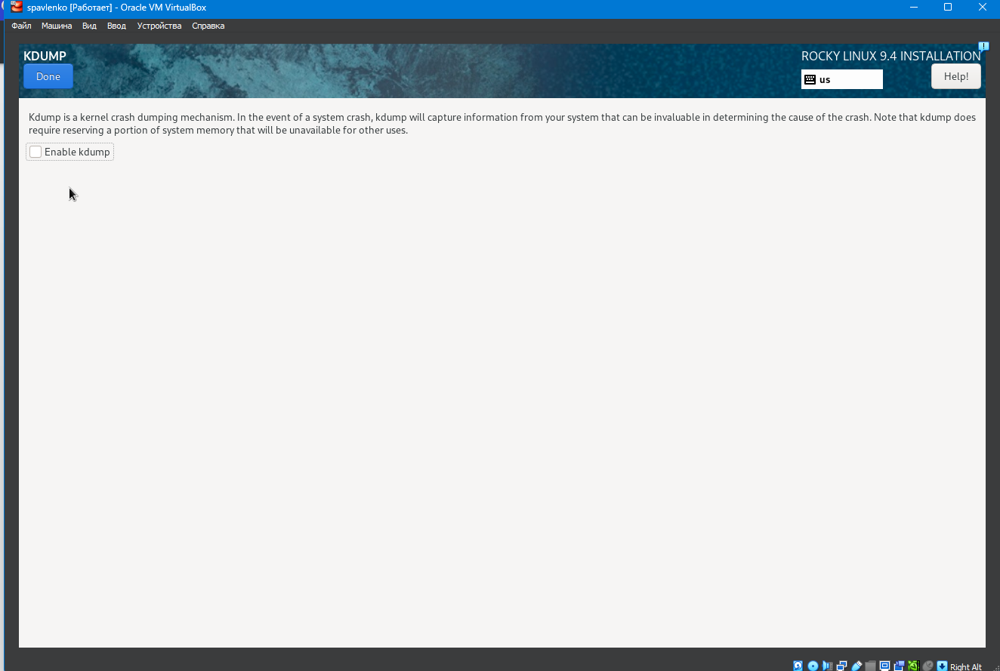 spavlenko [Работает] - Oracle VM VirtualBox
Файл Машина Вид Ввод Устройства Справка
KDUMP
ROCKY LINUX 9.4 INSTALLATION
Done
us
Help!
Kdump is a kernel crash dumping mechanism. In the event of a system crash, kdump will capture information from your system that can be invaluable in determining the cause of the crash. Note that kdump does
require reserving a portion of system memory that will be unavailable for other uses.
Enable kdump
Right Alt